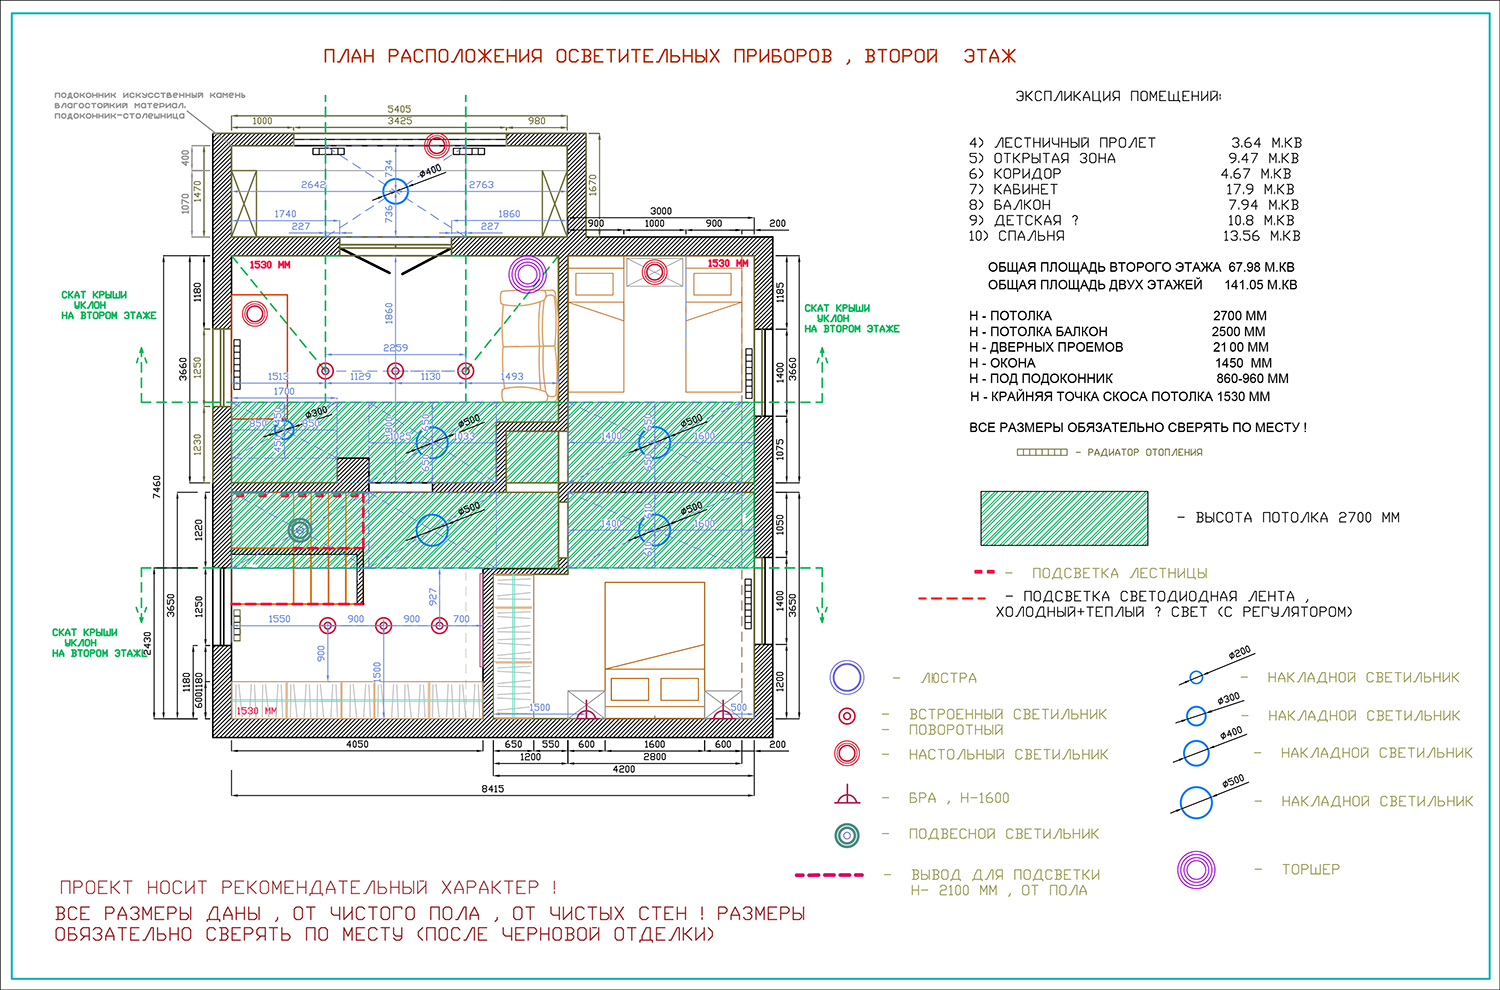 ПЛАН РАСПОЛОЖЕНИЯ ОСВЕТИТЕЛЬНЫХ ПРИБОРОВ , ВТОРОЙ ЭТАЖ
ПОДОКОННИК ИСКУССТВЕННЫЙ КАМЕНЬ
ВЛАГОСТОЙКИЙ МАТЕРИАЛ.
ПОДОКОННИК-СТОЛЕШНИЦА
5405
1000 3425 980
400
1470
1070
734
ø400
2642 2763
736
1670
1740 1860
227 227
3000
900 1000 900 200
1530 ММ 1530 ММ
СКАТ КРЫШИ
УКЛОН
НА ВТОРОМ ЭТАЖЕ
СКАТ КРЫШИ
УКЛОН
НА ВТОРОМ ЭТАЖЕ
1180
1860
1185
2259
3660
1250
1513 1129 1130 1493
1400
3660
1700
ø300
ø500
ø500
850 850
1025 1033
1400 1600
1230
1075
7460
ø500
ø500
1220
1400 1600
1050
3650
1250
927
1400
3650
1550 900 900 700
СКАТ КРЫШИ
УКЛОН
НА ВТОРОМ ЭТАЖЕ
2430
900
1500
1180
600
1180
1200
1530 ММ
1500 500
4050 650 550 600 1600 600 200
1200 2800
4200
8415
ЭКСПЛИКАЦИЯ ПОМЕЩЕНИЙ:
4) ЛЕСТНИЧНЫЙ ПРОЛЕТ 3.64 М.КВ
5) ОТКРЫТАЯ ЗОНА 9.47 М.КВ
6) КОРИДОР 4.67 М.КВ
7) КАБИНЕТ 17.9 М.КВ
8) БАЛКОН 7.94 М.КВ
9) ДЕТСКАЯ ? 10.8 М.КВ
10) СПАЛЬНЯ 13.56 М.КВ
ОБЩАЯ ПЛОЩАДЬ ВТОРОГО ЭТАЖА 67.98 М.КВ
ОБЩАЯ ПЛОЩАДЬ ДВУХ ЭТАЖЕЙ 141.05 М.КВ
Н - ПОТОЛКА 2700 ММ
Н - ПОТОЛКА БАЛКОН 2500 ММ
Н - ДВЕРНЫХ ПРОЕМОВ 2100 ММ
Н - ОКОНА 1450 ММ
Н - ПОД ПОДОКОННИК 860-960 ММ
Н - КРАЙНЯЯ ТОЧКА СКОСА ПОТОЛКА 1530 ММ
ВСЕ РАЗМЕРЫ ОБЯЗАТЕЛЬНО СВЕРЯТЬ ПО МЕСТУ !
- РАДИАТОР ОТОПЛЕНИЯ
- ВЫСОТА ПОТОЛКА 2700 ММ
- ПОДСВЕТКА ЛЕСТНИЦЫ
- ПОДСВЕТКА СВЕТОДИОДНАЯ ЛЕНТА ,
ХОЛОДНЫЙ+ТЕПЛЫЙ ? СВЕТ (С РЕГУЛЯТОРОМ)
- ЛЮСТРА
- ВСТРОЕННЫЙ СВЕТИЛЬНИК
- ПОВОРОТНЫЙ
- НАСТОЛЬНЫЙ СВЕТИЛЬНИК
- БРА , Н-1600
- ПОДВЕСНОЙ СВЕТИЛЬНИК
- ВЫВОД ДЛЯ ПОДСВЕТКИ
Н- 2100 ММ , ОТ ПОЛА
ø200 - НАКЛАДНОЙ СВЕТИЛЬНИК
ø300 - НАКЛАДНОЙ СВЕТИЛЬНИК
ø400 - НАКЛАДНОЙ СВЕТИЛЬНИК
ø500 - НАКЛАДНОЙ СВЕТИЛЬНИК
- ТОРШЕР
ПРОЕКТ НОСИТ РЕКОМЕНДАТЕЛЬНЫЙ ХАРАКТЕР !
ВСЕ РАЗМЕРЫ ДАНЫ , ОТ ЧИСТОГО ПОЛА , ОТ ЧИСТЫХ СТЕН ! РАЗМЕРЫ
ОБЯЗАТЕЛЬНО СВЕРЯТЬ ПО МЕСТУ (ПОСЛЕ ЧЕРНОВОЙ ОТДЕЛКИ)